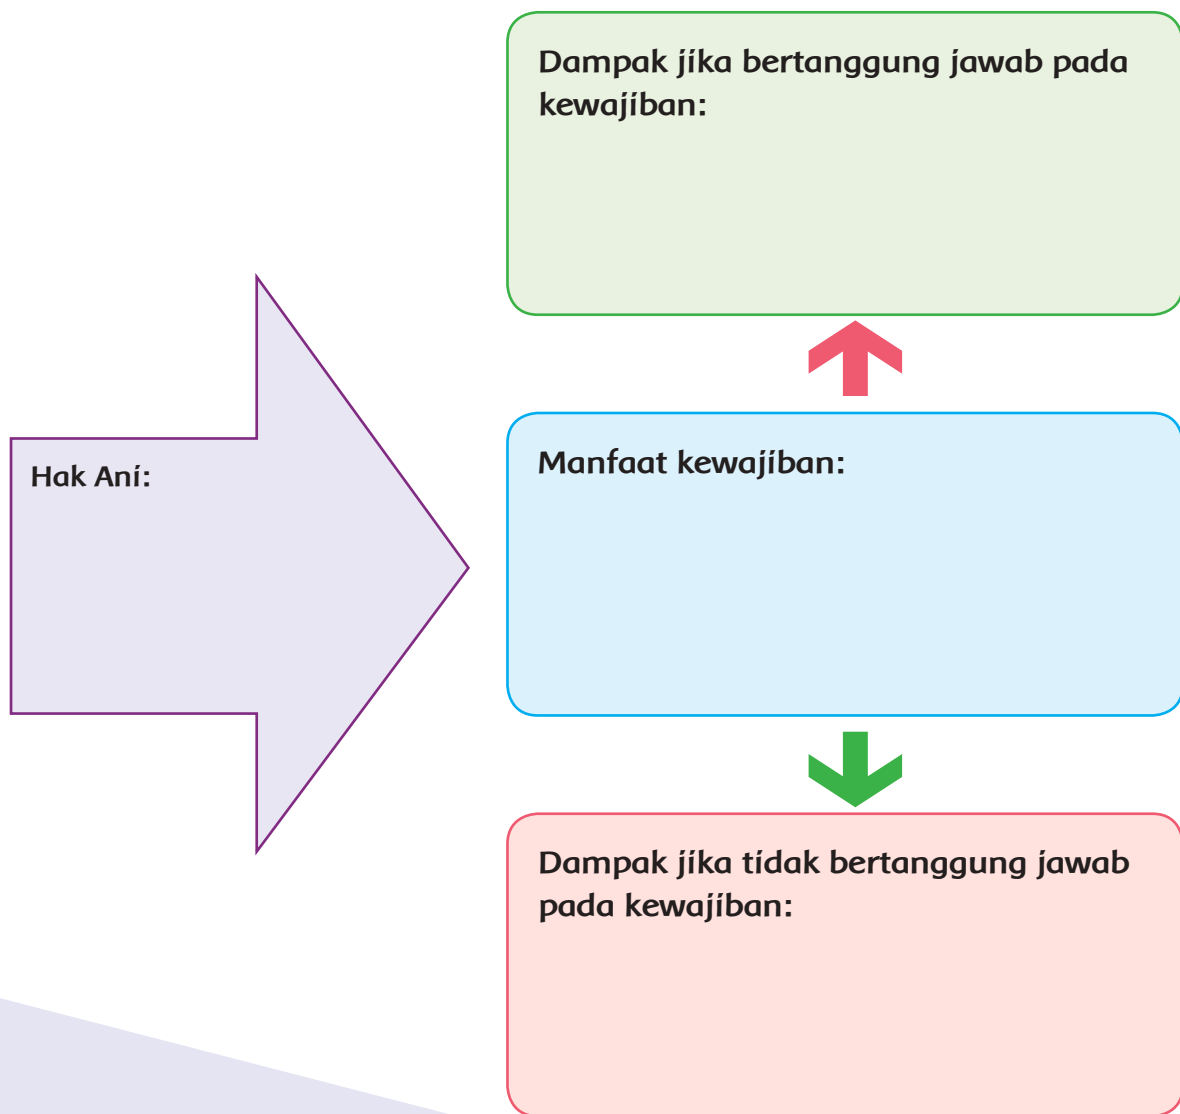 Dampak jika bertanggung jawab pada
kewajiban:
Hak Ani:
Manfaat kewajiban:
Dampak jika tidak bertanggung jawab
pada kewajiban: